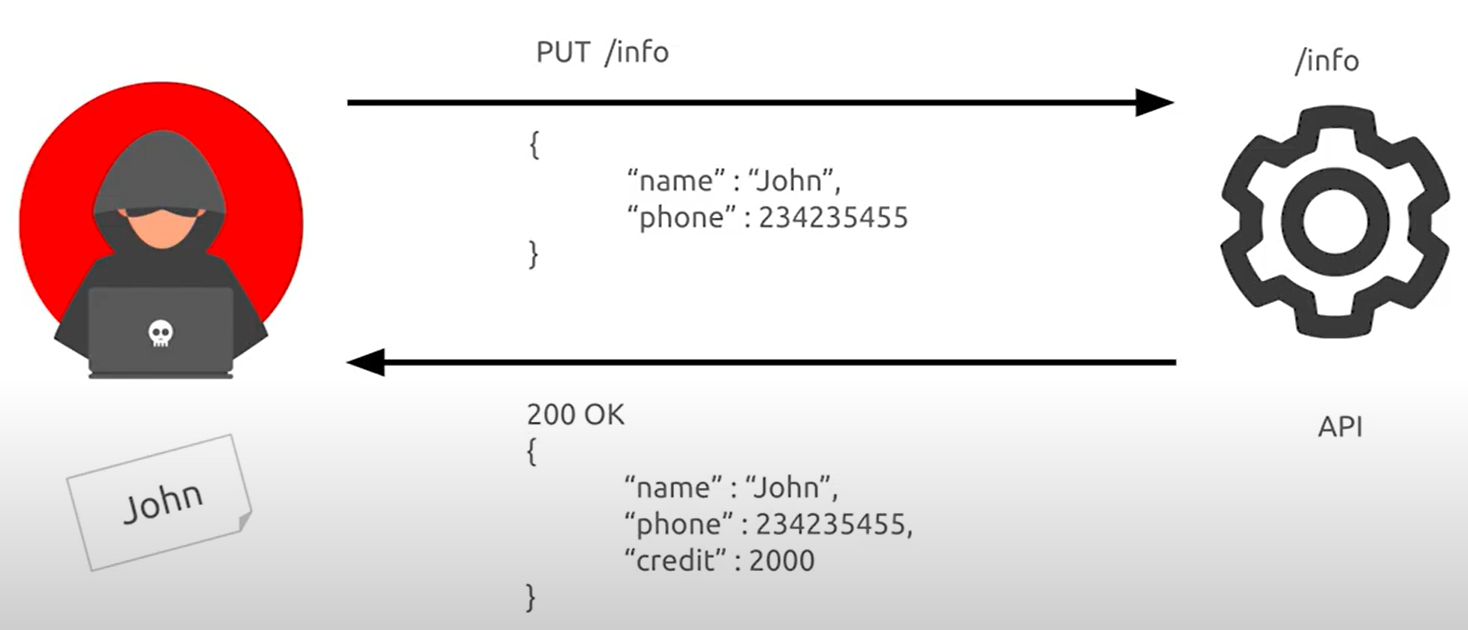 PUT /info
/info
{
“name” : “John”,
“phone” : 234235455
}
200 OK
{
“name” : “John”,
“phone” : 234235455,
“credit” : 2000
}
API
John